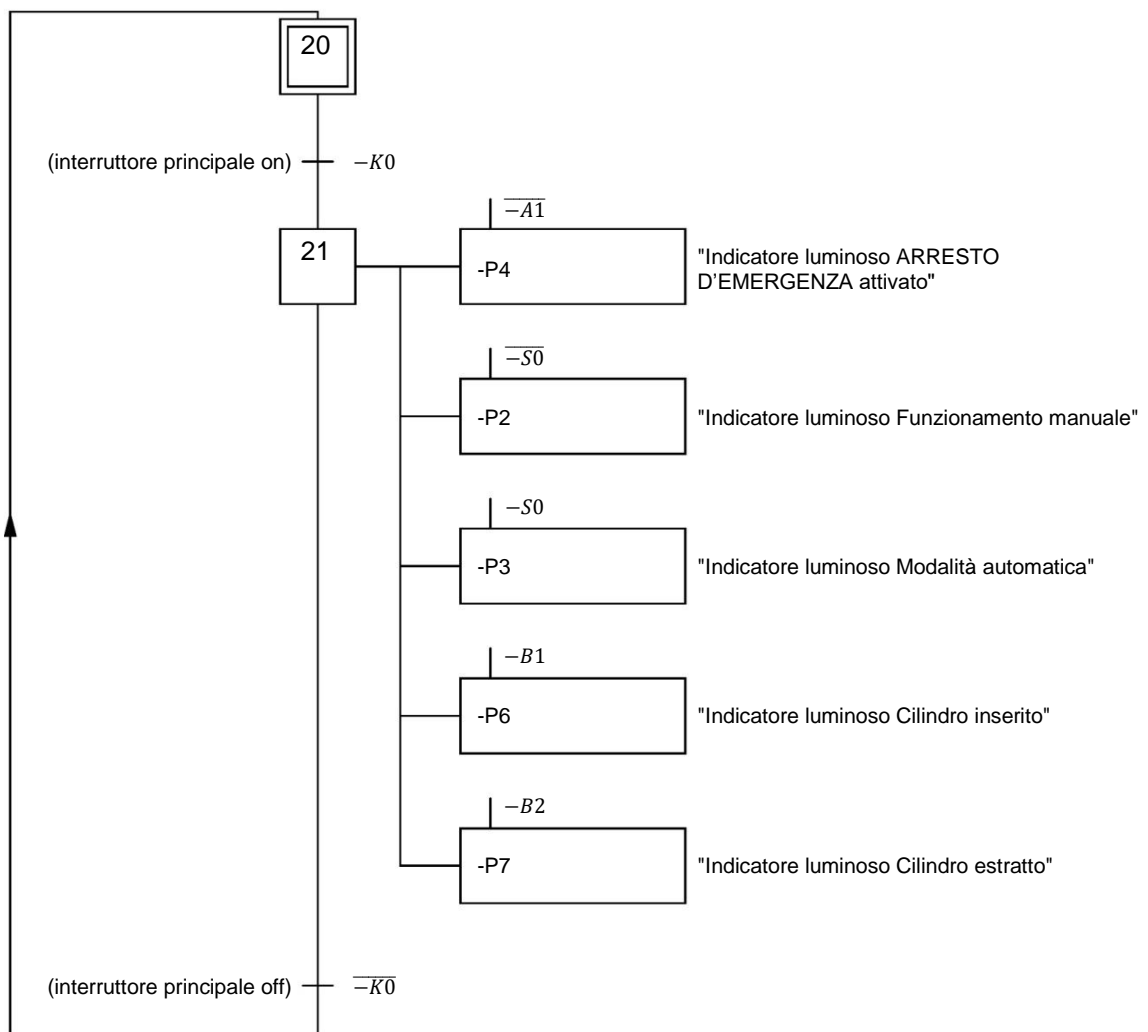 20
(interruttore principale on) -K0
-A1
21
-P4
"Indicatore luminoso ARRESTO
D'EMERGENZA attivato"
-S0
-P2
"Indicatore luminoso Funzionamento manuale"
-S0
-P3
"Indicatore luminoso Modalità automatica"
-B1
-P6
"Indicatore luminoso Cilindro inserito"
-B2
-P7
"Indicatore luminoso Cilindro estratto"
(interruttore principale off) -K0